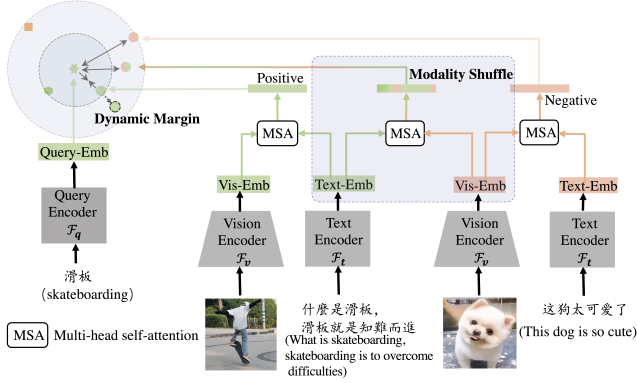 Modality Shuffle
Positive
Negative
Dynamic Margin
MSA
MSA
MSA
Query-Emb
Vis-Emb
Text-Emb
Vis-Emb
Text-Emb
Query
Encoder
𝓕q
Vision
Encoder
𝓕v
Text
Encoder
𝓕t
Vision
Encoder
𝓕v
Text
Encoder
𝓕t
滑板
(skateboarding)
什麼是滑板,
滑板就是知難而進
(What is skateboarding,
skateboarding is to overcome
difficulties)
这狗太可爱了
(This dog is so cute)
MSA Multi-head self-attention